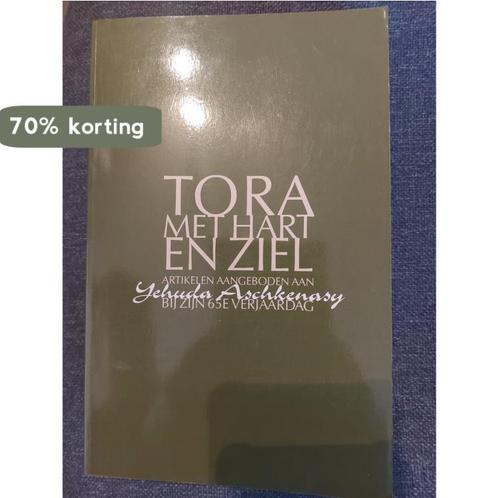 70% korting
TORA
MET HART
EN ZIEL
ARTIKELEN AANGEBODEN AAN
Yehuda Aschkenasy
BIJ ZIJN 65E VERJAARDAG